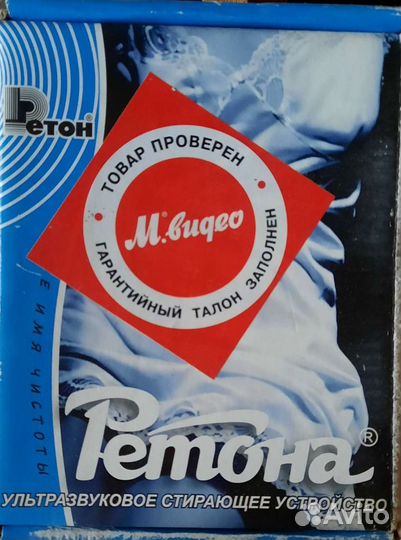 Ретон®
ТОВАР ПРОВЕРЕН
М.видео
ГАРАНТИЙНЫЙ ТАЛОН ЗАПОЛНЕН
Е ИМЯ ЧИСТОТЫ
Ретона®
УЛЬТРАЗВУКОВОЕ СТИРАЮЩЕЕ УСТРОЙСТВО
Avito